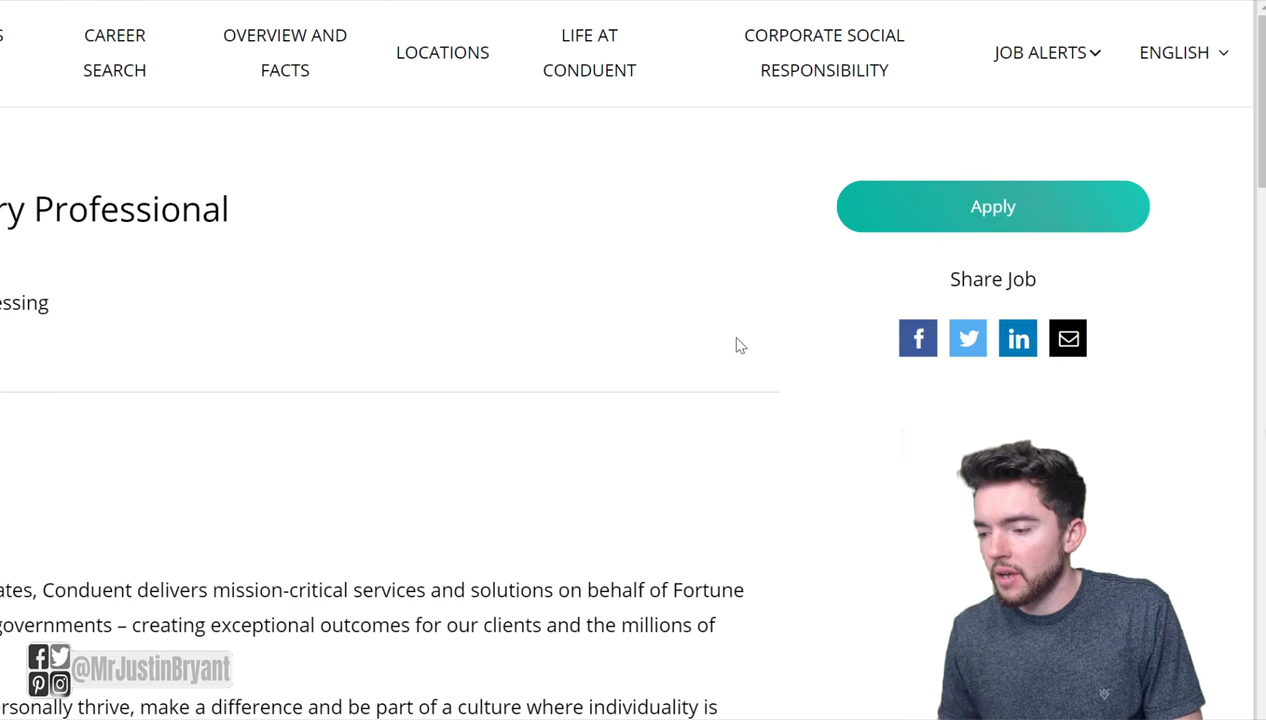 CAREER SEARCH
OVERVIEW AND FACTS
LOCATIONS
LIFE AT CONDUENT
CORPORATE SOCIAL RESPONSIBILITY
JOB ALERTS
ENGLISH
ry Professional
Apply
essing
Share Job
ates, Conduent delivers mission-critical services and solutions on behalf of Fortune
governments – creating exceptional outcomes for our clients and the millions of
@MrJustinBryant
ersonally thrive, make a difference and be part of a culture where individuality is